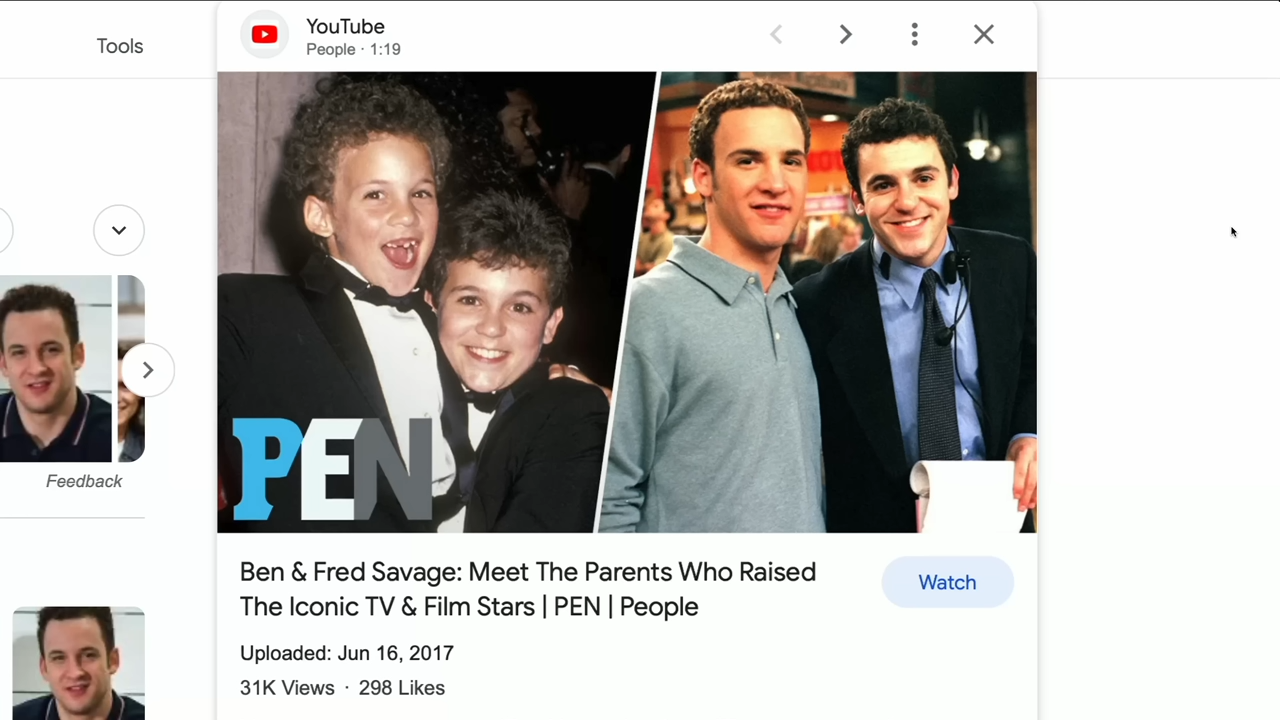 YouTube
People · 1:19
Tools
PEN
Feedback
Ben & Fred Savage: Meet The Parents Who Raised
The Iconic TV & Film Stars | PEN | People
Watch
Uploaded: Jun 16, 2017
31K Views · 298 Likes